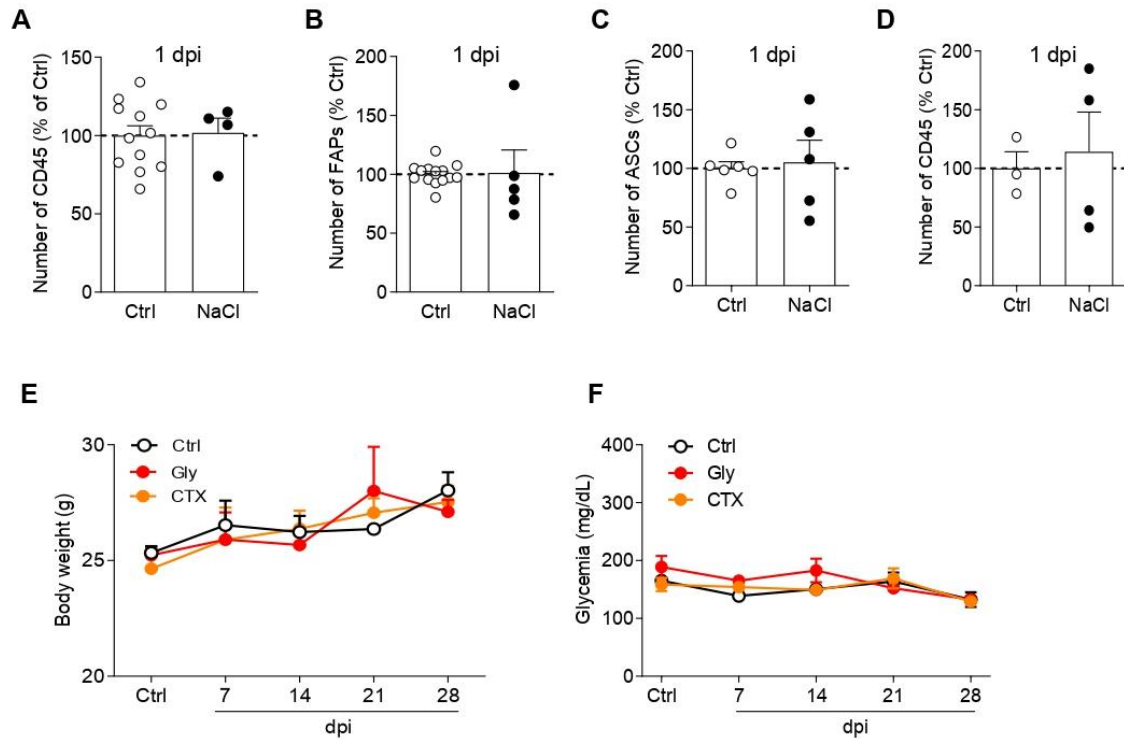 A
1 dpi
Number of CD45 (% of Ctrl)
150
100
50
0
Ctrl
NaCl
B
1 dpi
Number of FAPs (% Ctrl)
200
150
100
50
0
Ctrl
NaCl
C
1 dpi
Number of ASCs (% Ctrl)
200
150
100
50
0
Ctrl
NaCl
D
1 dpi
Number of CD45 (% Ctrl)
200
150
100
50
0
Ctrl
NaCl
E
Ctrl
Gly
CTX
Body weight (g)
30
25
20
Ctrl
7
14
21
28
dpi
F
Ctrl
Gly
CTX
Glycemia (mg/dL)
400
300
200
100
0
Ctrl
7
14
21
28
dpi